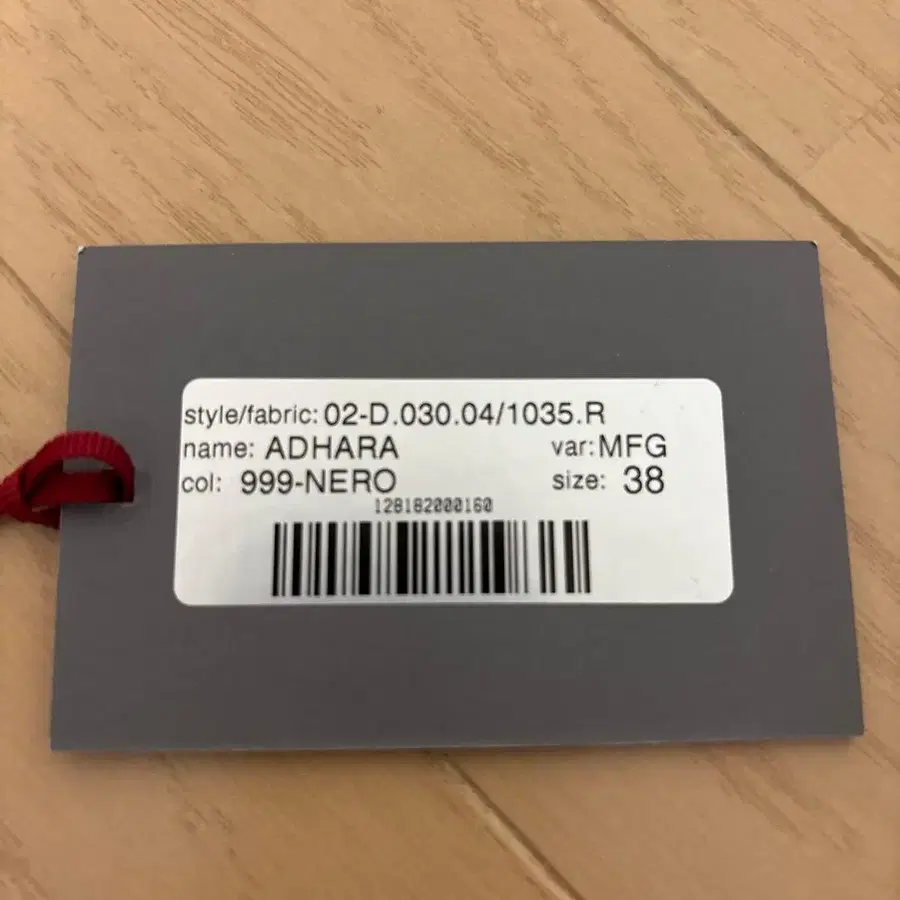 style/fabric: 02-D.030.04/1035.R
name: ADHARA var: MFG
col: 999-NERO size: 38
128182000160